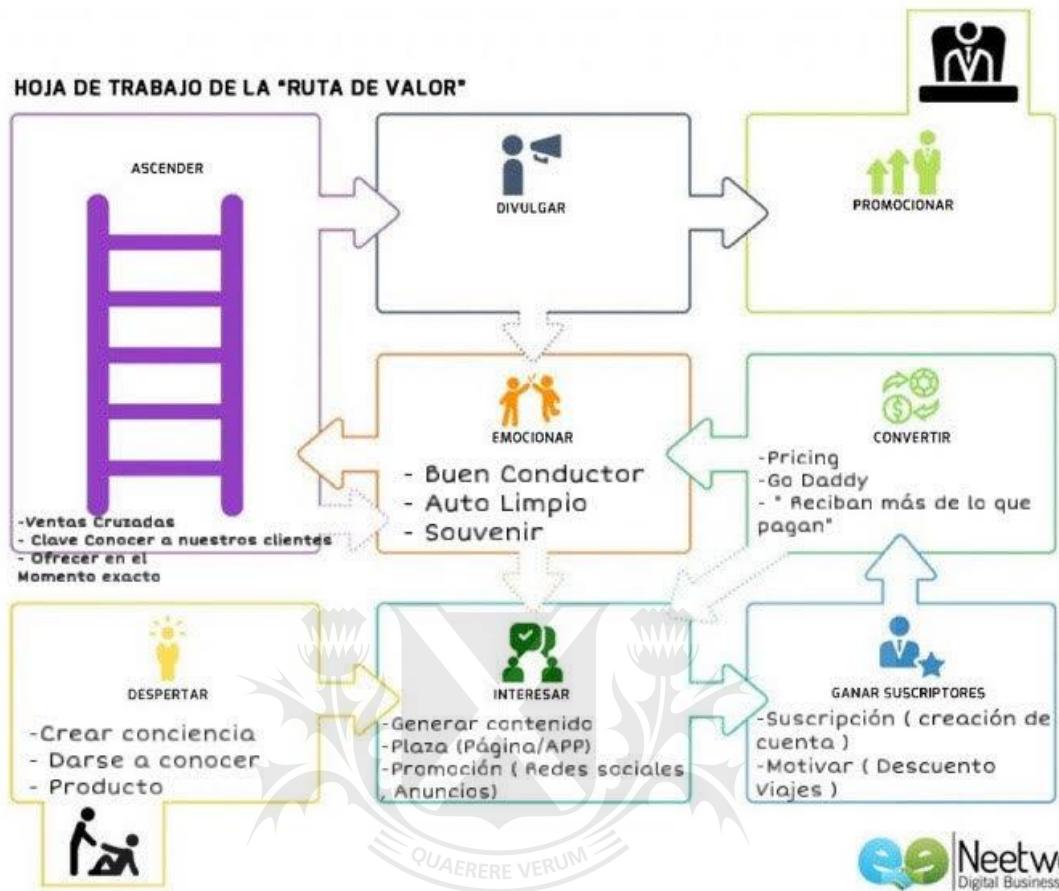 HOJA DE TRABAJO DE LA "RUTA DE VALOR"
ASCENDER
-Ventas Cruzadas
- Clave Conocer a nuestros clientes
- Ofrecer en el
Momento exacto
DIVULGAR
PROMOCIONAR
EMOCIONAR
- Buen Conductor
- Auto Limpio
- Souvenir
CONVERTIR
-Pricing
-Go Daddy
- " Reciban más de lo que
pagan"
DESPERTAR
-Crear conciencia
- Darse a conocer
- Producto
INTERESAR
-Generar contenido
-Plaza (Página/APP)
-Promoción ( Redes sociales
, Anuncios)
GANAR SUSCRIPTORES
-Suscripción ( creación de
cuenta )
-Motivar ( Descuento
Viajes )
QUAERERE VERUM
Neetw
Digital Business